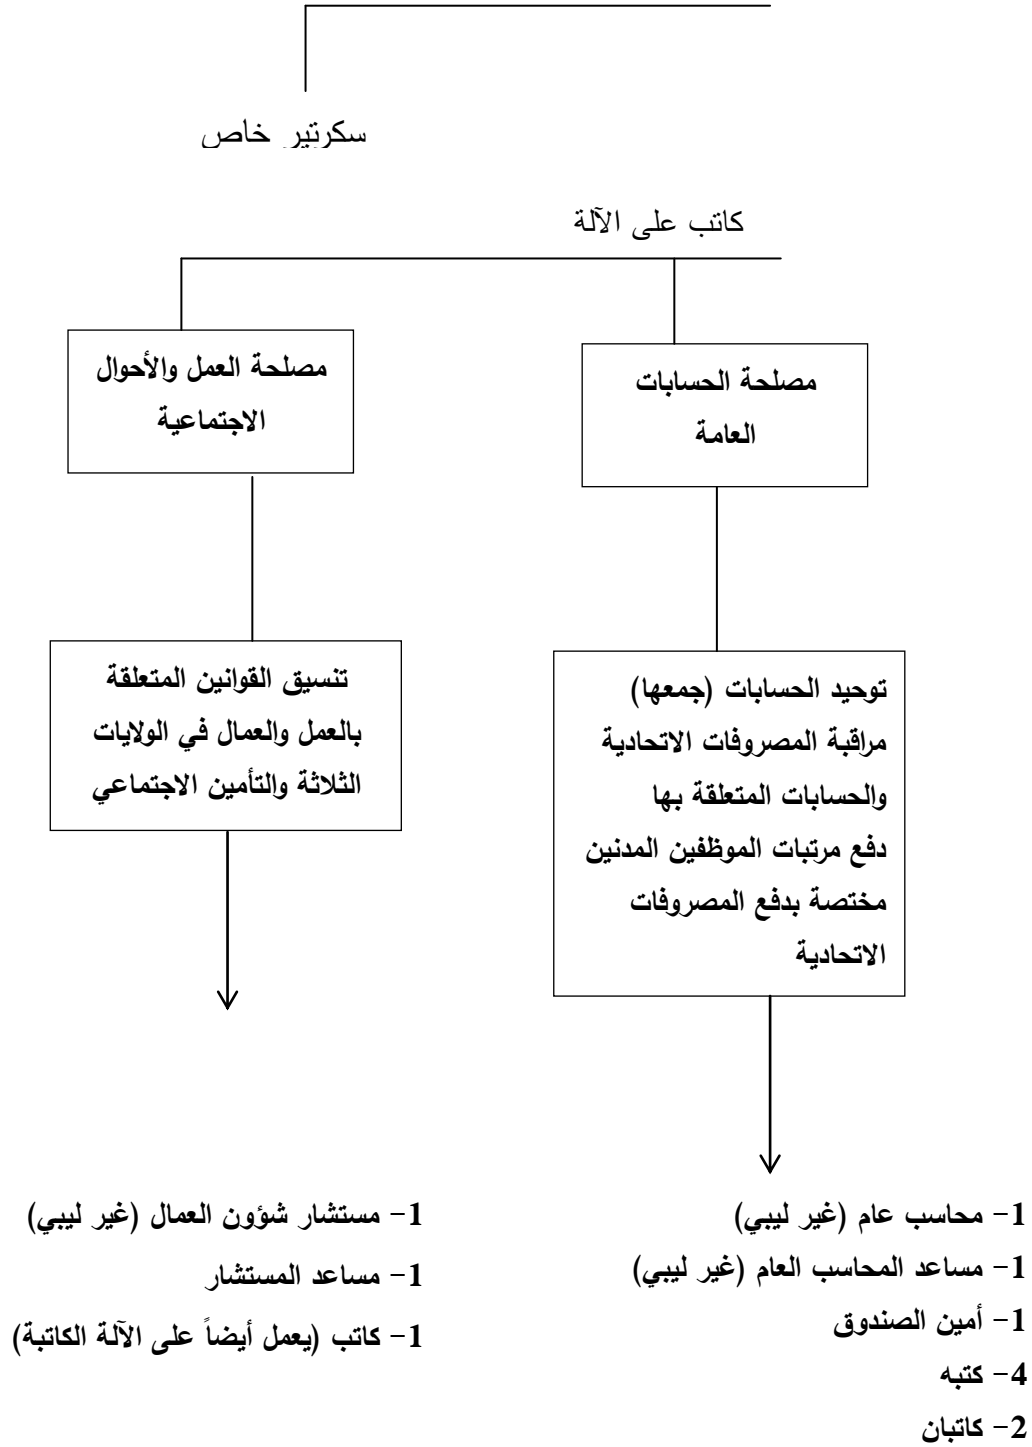 سكرتير خاص
كاتب على الآلة
مصلحة الحسابات
العامة
مصلحة العمل والأحوال
الاجتماعية
توحيد الحسابات (جمعها)
مراقبة المصروفات الاتحادية
والحسابات المتعلقة بها
دفع مرتبات الموظفين المدنين
مختصة بدفع المصروفات
الاتحادية
تنسيق القوانين المتعلقة
بالعمل والعمال في الولايات
الثلاثة والتأمين الاجتماعي
1- محاسب عام (غير ليبي)
1- مساعد المحاسب العام (غير ليبي)
1- أمين الصندوق
4- كتبه
2- كاتبان
1- مستشار شؤون العمال (غير ليبي)
1- مساعد المستشار
1- كاتب (يعمل أيضاً على الآلة الكاتبة)